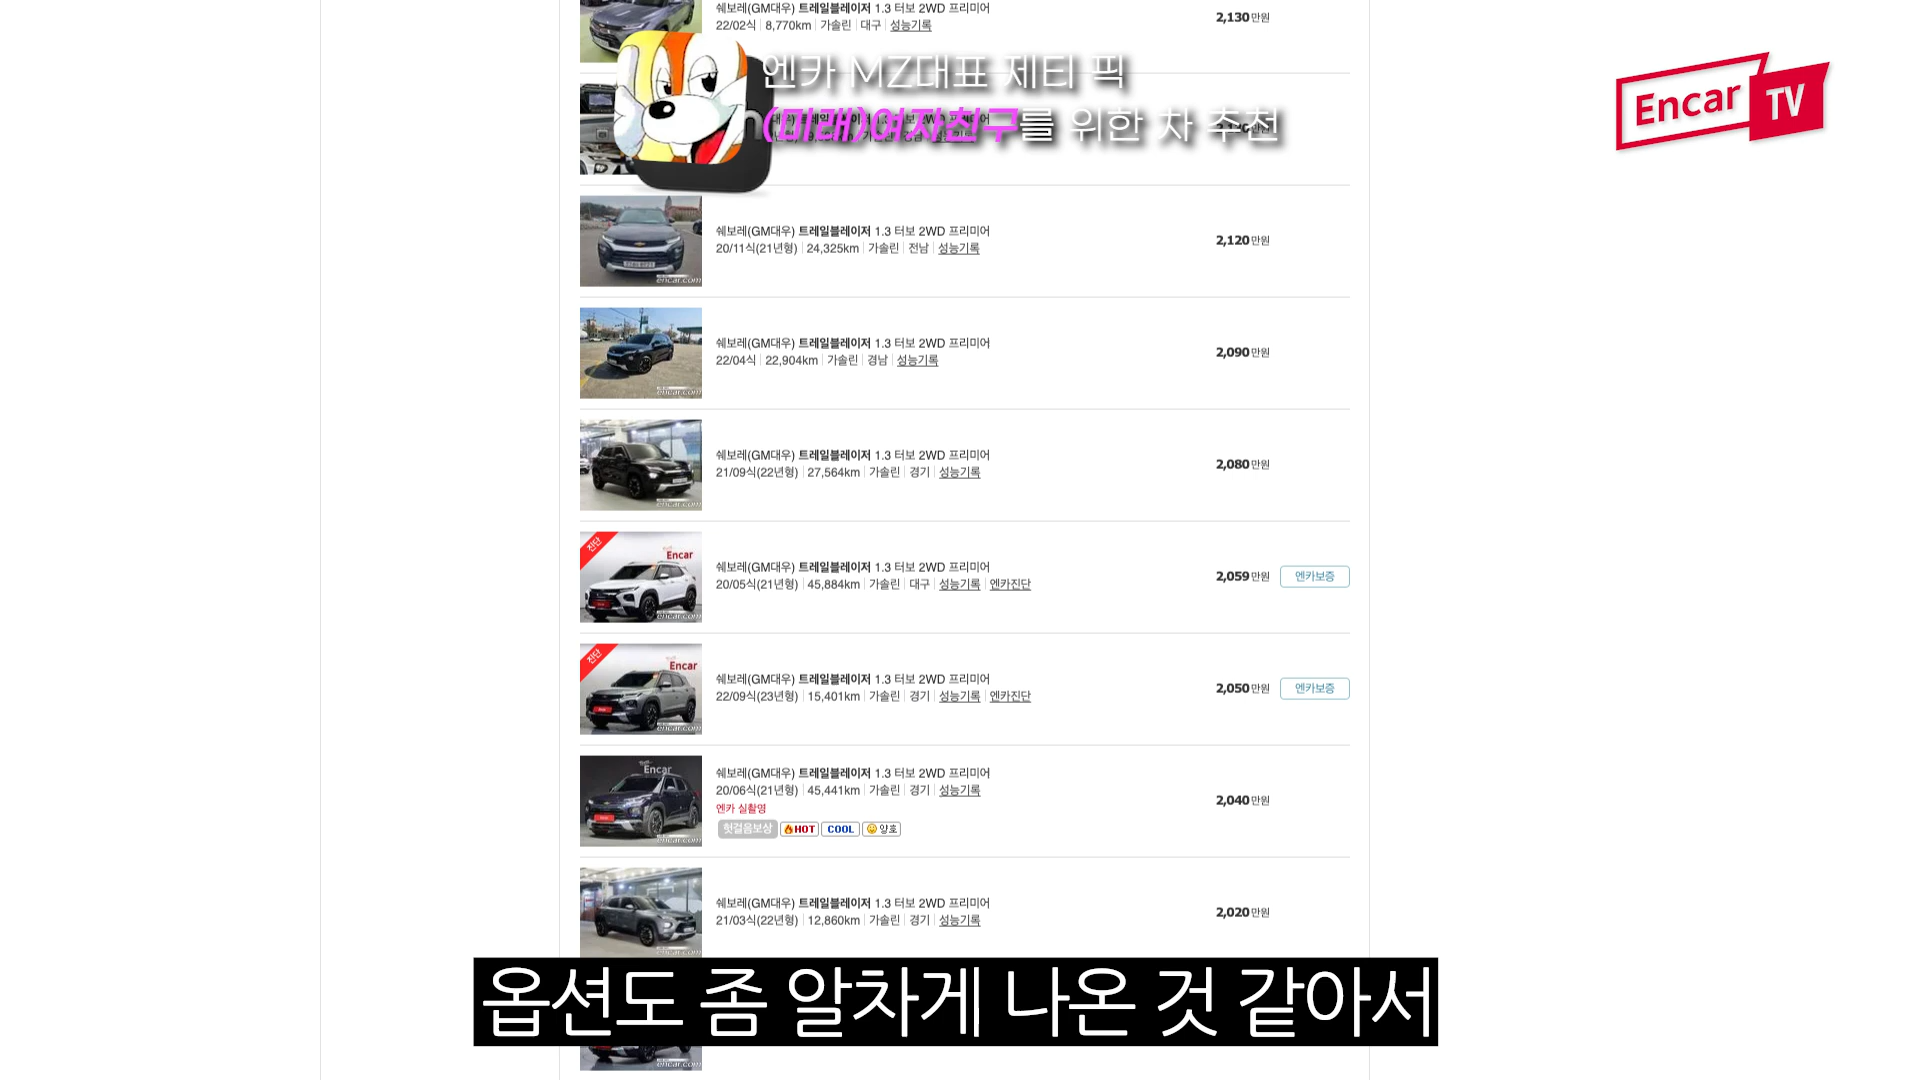 쉐보레(GM대우) 트레일블레이저 1.3 터보 2WD 프리미어
22/02식 8,770km 가솔린 대구 성능기록
2,130만원
엔카 MZ대표 제티 픽
(미래)여자친구를 위한 차 추천
Encar TV
쉐보레(GM대우) 트레일블레이저 1.3 터보 2WD 프리미어
20/11식(21년형) 24,325km 가솔린 전남 성능기록
2,120만원
encar.com
쉐보레(GM대우) 트레일블레이저 1.3 터보 2WD 프리미어
22/04식 22,904km 가솔린 경남 성능기록
2,090만원
encar.com
쉐보레(GM대우) 트레일블레이저 1.3 터보 2WD 프리미어
21/09식(22년형) 27,564km 가솔린 경기 성능기록
2,080만원
encar.com
진단
Encar
쉐보레(GM대우) 트레일블레이저 1.3 터보 2WD 프리미어
20/05식(21년형) 45,884km 가솔린 대구 성능기록 엔카진단
2,059만원 엔카보증
encar.com
진단
Encar
쉐보레(GM대우) 트레일블레이저 1.3 터보 2WD 프리미어
22/09식(23년형) 15,401km 가솔린 경기 성능기록 엔카진단
2,050만원 엔카보증
encar.com
Encar
쉐보레(GM대우) 트레일블레이저 1.3 터보 2WD 프리미어
20/06식(21년형) 45,441km 가솔린 경기 성능기록
엔카 실촬영
헛걸음보상 HOT COOL 양호
2,040만원
encar.com
쉐보레(GM대우) 트레일블레이저 1.3 터보 2WD 프리미어
21/03식(22년형) 12,860km 가솔린 경기 성능기록
2,020만원
encar.com
옵션도 좀 알차게 나온 것 같아서
encar.com